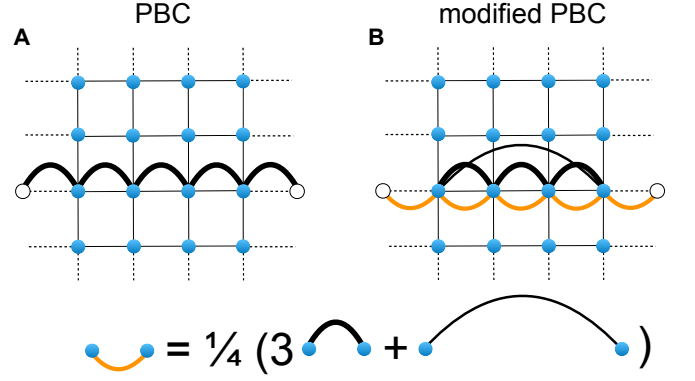 PBC
modified PBC
A
B
= ¼ (3 + )